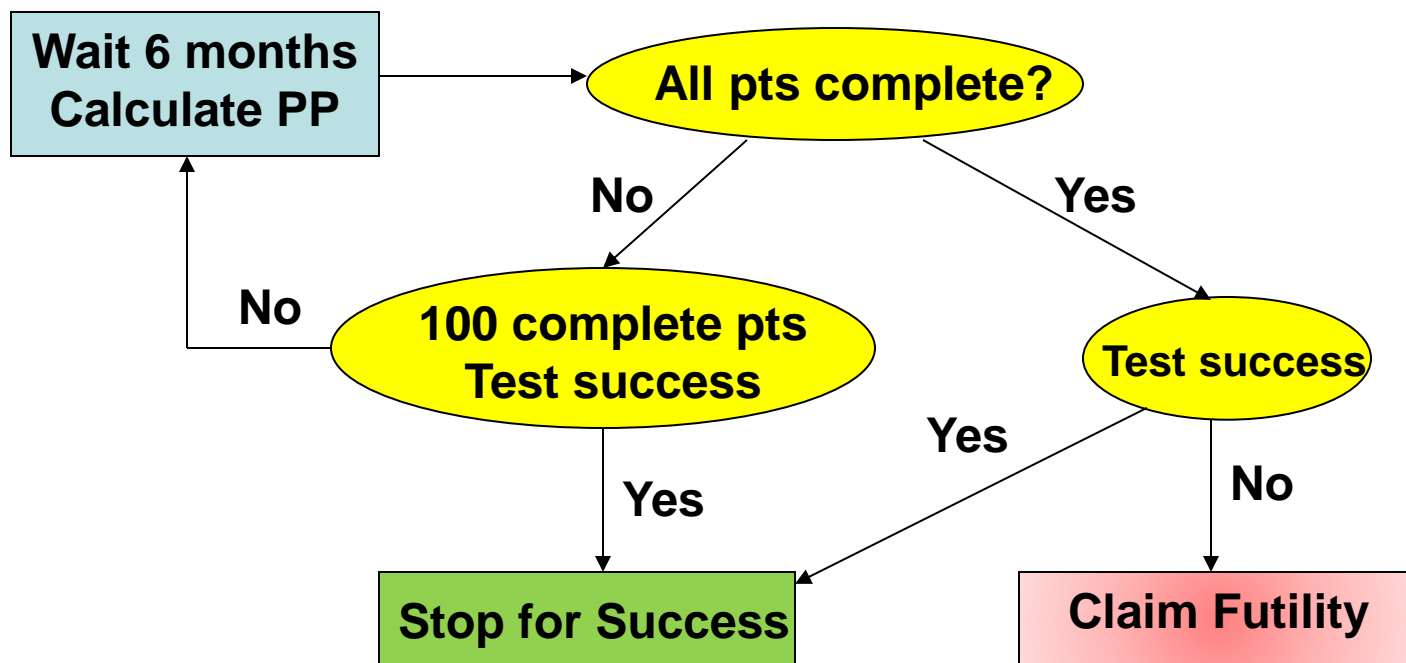 Wait 6 months
Calculate PP
All pts complete?
No
Yes
No
100 complete pts
Test success
Test success
Yes
Yes
No
Stop for Success
Claim Futility